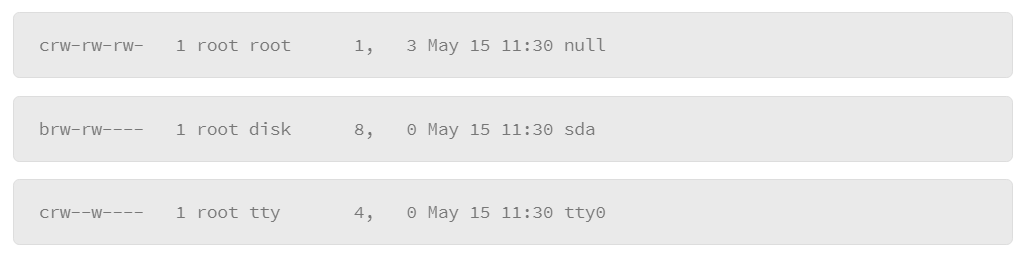 crw-rw-rw-   1 root root      1,   3 May 15 11:30 null
brw-rw----   1 root disk      8,   0 May 15 11:30 sda
crw--w----   1 root tty       4,   0 May 15 11:30 tty0